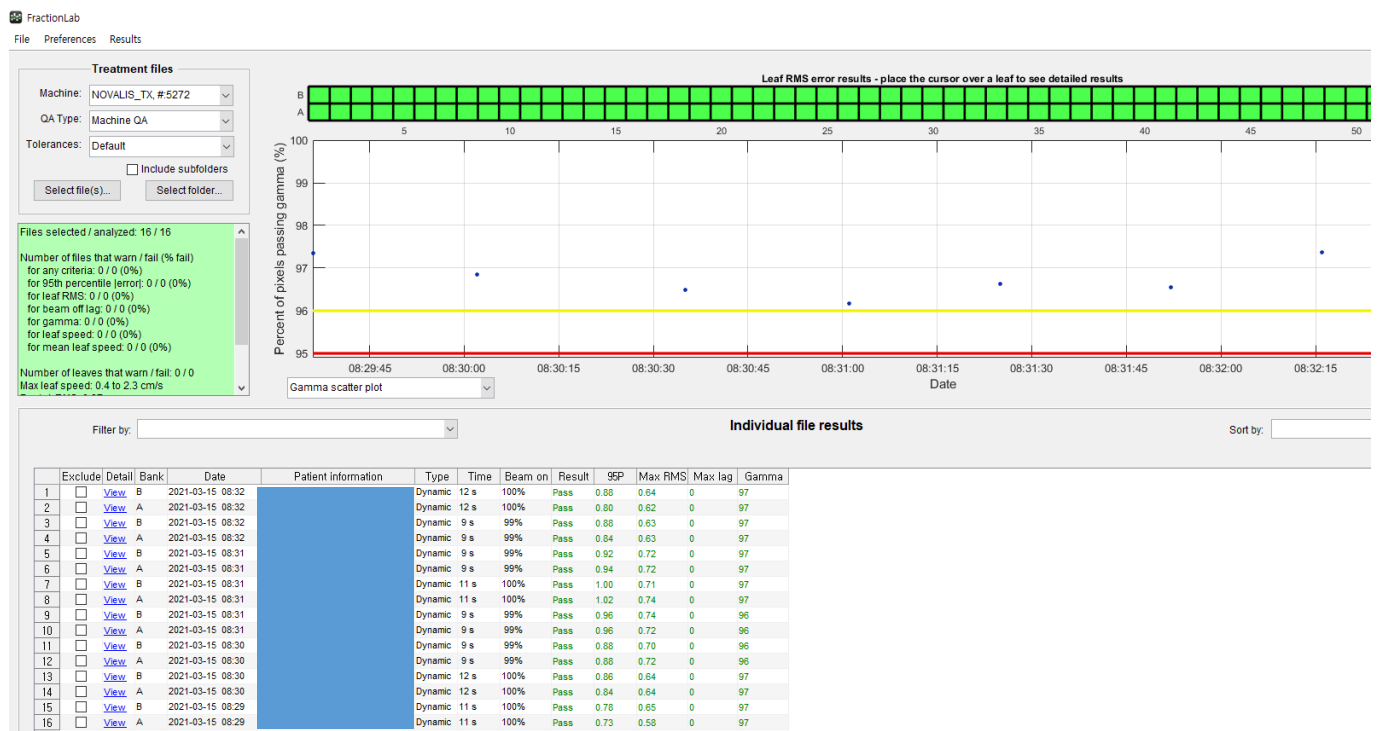 FractionLab
File Preferences Results
Treatment files
Machine: NOVALIS_TX, #:5272
QA Type: Machine QA
Tolerances: Default
Include subfolders
Select file(s)... Select folder...
Files selected / analyzed: 16 / 16
Number of files that warn / fail (% fail)
for any criteria: 0 / 0 (0%)
for 95th percentile |error|: 0 / 0 (0%)
for leaf RMS: 0 / 0 (0%)
for beam off lag: 0 / 0 (0%)
for gamma: 0 / 0 (0%)
for leaf speed: 0 / 0 (0%)
for mean leaf speed: 0 / 0 (0%)
Number of leaves that warn / fail: 0 / 0
Max leaf speed: 0.4 to 2.3 cm/s
Leaf RMS error results - place the cursor over a leaf to see detailed results
B
A
5 10 15 20 25 30 35 40 45 50
Percent of pixels passing gamma (%)
100
99
98
97
96
95
08:29:45 08:30:00 08:30:15 08:30:30 08:30:45 08:31:00 08:31:15 08:31:30 08:31:45 08:32:00 08:32:15
Date
Gamma scatter plot
Filter by:
Individual file results
Sort by:
Exclude Detail Bank Date Patient information Type Time Beam on Result 95P Max RMS Max lag Gamma
1 View B 2021-03-15 08:32 Dynamic 12 s 100% Pass 0.88 0.64 0 97
2 View A 2021-03-15 08:32 Dynamic 12 s 100% Pass 0.80 0.62 0 97
3 View B 2021-03-15 08:32 Dynamic 9 s 99% Pass 0.88 0.63 0 97
4 View A 2021-03-15 08:32 Dynamic 9 s 99% Pass 0.84 0.63 0 97
5 View B 2021-03-15 08:31 Dynamic 9 s 99% Pass 0.92 0.72 0 97
6 View A 2021-03-15 08:31 Dynamic 9 s 99% Pass 0.94 0.72 0 97
7 View B 2021-03-15 08:31 Dynamic 11 s 100% Pass 1.00 0.71 0 97
8 View A 2021-03-15 08:31 Dynamic 11 s 100% Pass 1.02 0.74 0 97
9 View B 2021-03-15 08:31 Dynamic 9 s 99% Pass 0.96 0.74 0 96
10 View A 2021-03-15 08:31 Dynamic 9 s 99% Pass 0.96 0.72 0 96
11 View B 2021-03-15 08:30 Dynamic 9 s 99% Pass 0.88 0.70 0 96
12 View A 2021-03-15 08:30 Dynamic 9 s 99% Pass 0.88 0.72 0 96
13 View B 2021-03-15 08:30 Dynamic 12 s 100% Pass 0.86 0.64 0 97
14 View A 2021-03-15 08:30 Dynamic 12 s 100% Pass 0.84 0.64 0 97
15 View B 2021-03-15 08:29 Dynamic 11 s 100% Pass 0.78 0.65 0 97
16 View A 2021-03-15 08:29 Dynamic 11 s 100% Pass 0.73 0.58 0 97